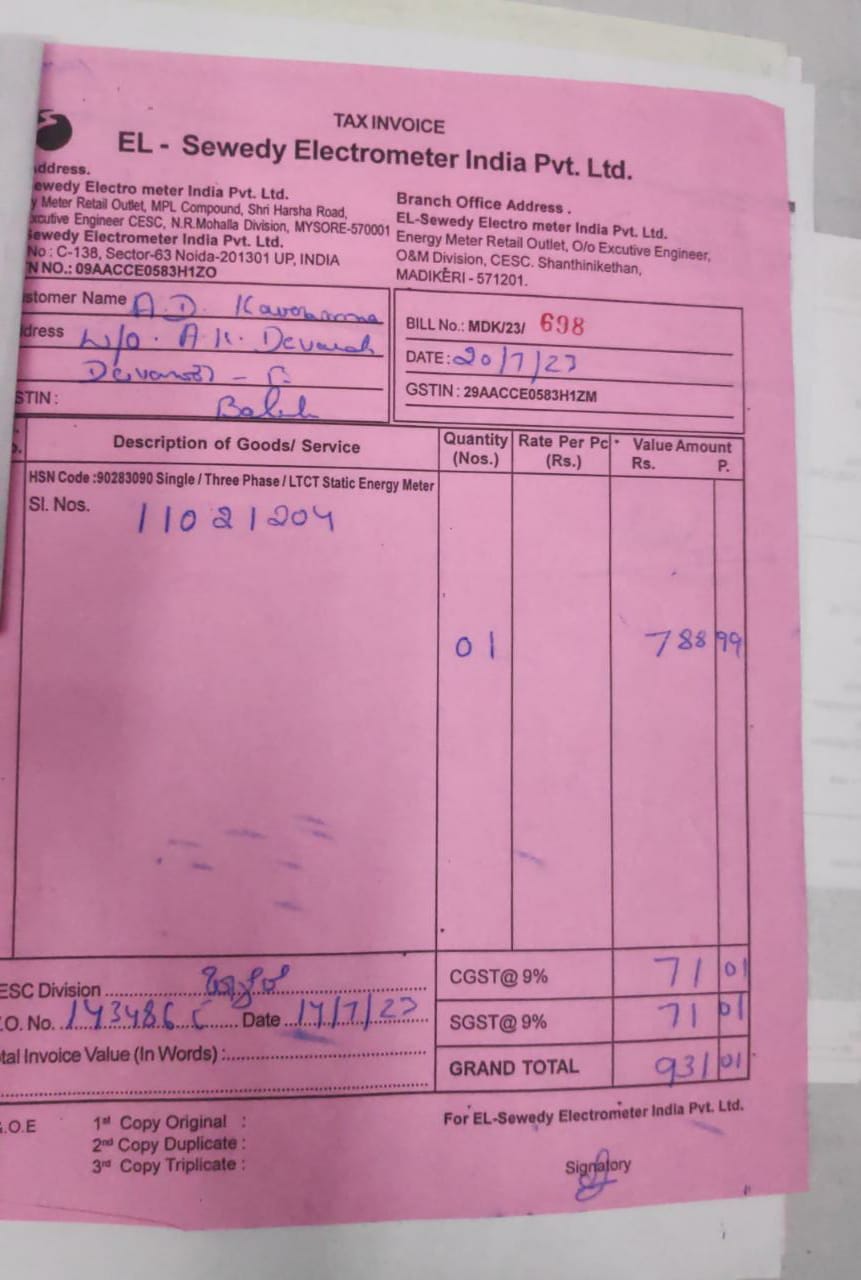 TAX INVOICE
EL - Sewedy Electrometer India Pvt. Ltd.
ddress.
ewedy Electro meter India Pvt. Ltd.
y Meter Retail Outlet, MPL Compound, Shri Harsha Road,
xcutive Engineer CESC, N.R.Mohalla Division, MYSORE-570001
Sewedy Electrometer India Pvt. Ltd.
No : C-138, Sector-63 Noida-201301 UP, INDIA
N NO.: 09AACCE0583H1ZO
Branch Office Address .
EL-Sewedy Electro meter India Pvt. Ltd.
Energy Meter Retail Outlet, O/o Excutive Engineer,
O&M Division, CESC. Shanthinikethan,
MADIKERI - 571201.
stomer Name A.D.
dress W/o. A.K.
STIN :
BILL No.: MDK/23/ 698
DATE : 20/7/23
GSTIN : 29AACCE0583H1ZM
Description of Goods/ Service
Quantity (Nos.)
Rate Per Pc (Rs.)
Value Amount Rs. P.
HSN Code :90283090 Single / Three Phase / LTCT Static Energy Meter
Sl. Nos. 11021204
01 788 99
ESC Division
CGST@ 9% 71 01
.O. No. 143486 Date 14/7/23
SGST@ 9% 71 01
tal Invoice Value (In Words) :
GRAND TOTAL 931 01
.O.E
1st Copy Original :
2nd Copy Duplicate :
3rd Copy Triplicate :
For EL-Sewedy Electrometer India Pvt. Ltd.
Signatory